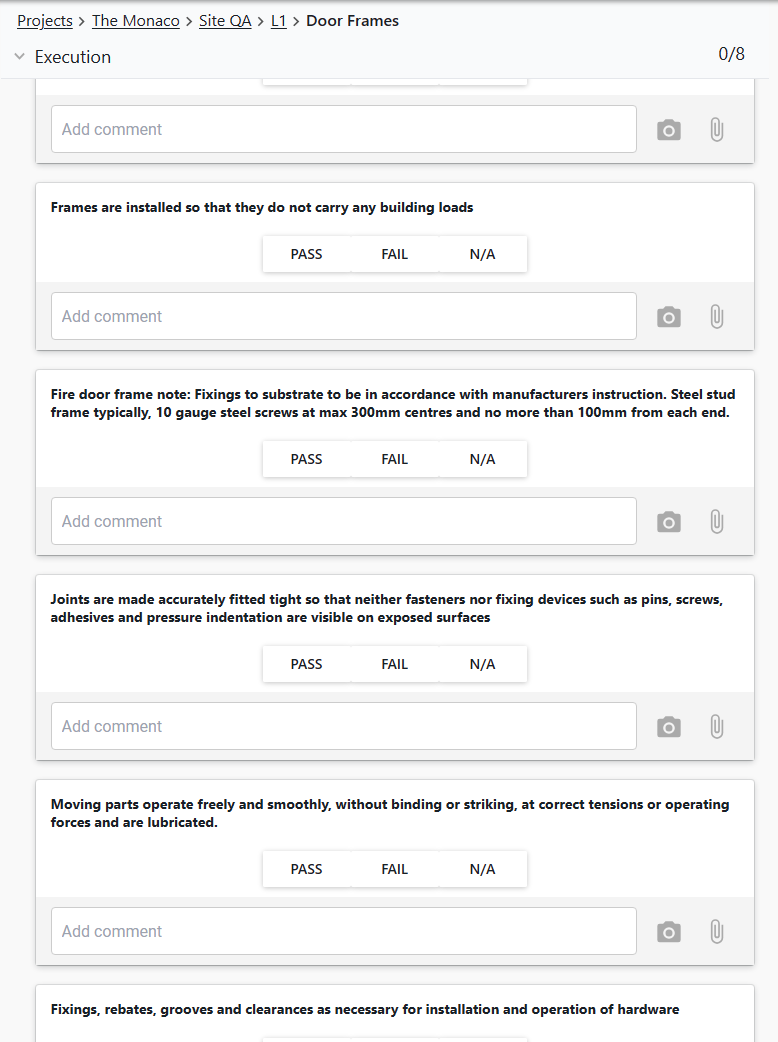 Projects > The Monaco > Site QA > L1 > Door Frames
Execution
0/8
Add comment
Frames are installed so that they do not carry any building loads
PASS FAIL N/A
Add comment
Fire door frame note: Fixings to substrate to be in accordance with manufacturers instruction. Steel stud
frame typically, 10 gauge steel screws at max 300mm centres and no more than 100mm from each end.
PASS FAIL N/A
Add comment
Joints are made accurately fitted tight so that neither fasteners nor fixing devices such as pins, screws,
adhesives and pressure indentation are visible on exposed surfaces
PASS FAIL N/A
Add comment
Moving parts operate freely and smoothly, without binding or striking, at correct tensions or operating
forces and are lubricated.
PASS FAIL N/A
Add comment
Fixings, rebates, grooves and clearances as necessary for installation and operation of hardware